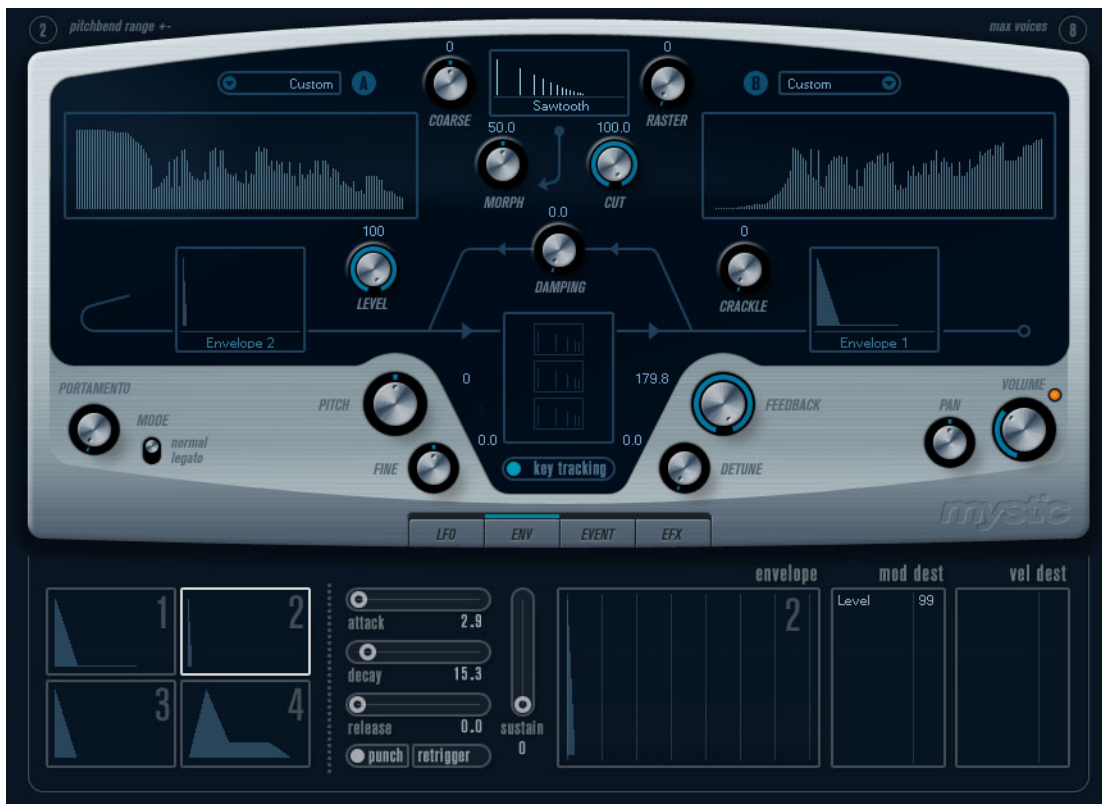 2 pitchbend range +-
max voices 8
0
0
Custom A
B Custom
Sawtooth
COARSE
RASTER
50.0
100.0
MORPH
CUT
0.0
100
0
LEVEL
DAMPING
CRACKLE
Envelope 2
Envelope 1
PORTAMENTO
0
179.8
VOLUME
PITCH
FEEDBACK
PAN
MODE
normal
legato
0.0
0.0
FINE
key tracking
DETUNE
mystic
LFO
ENV
EVENT
EFX
envelope
mod dest
vel dest
1
2
3
4
attack 2.9
decay 15.3
release 0.0
punch
retrigger
sustain
0
2
Level 99